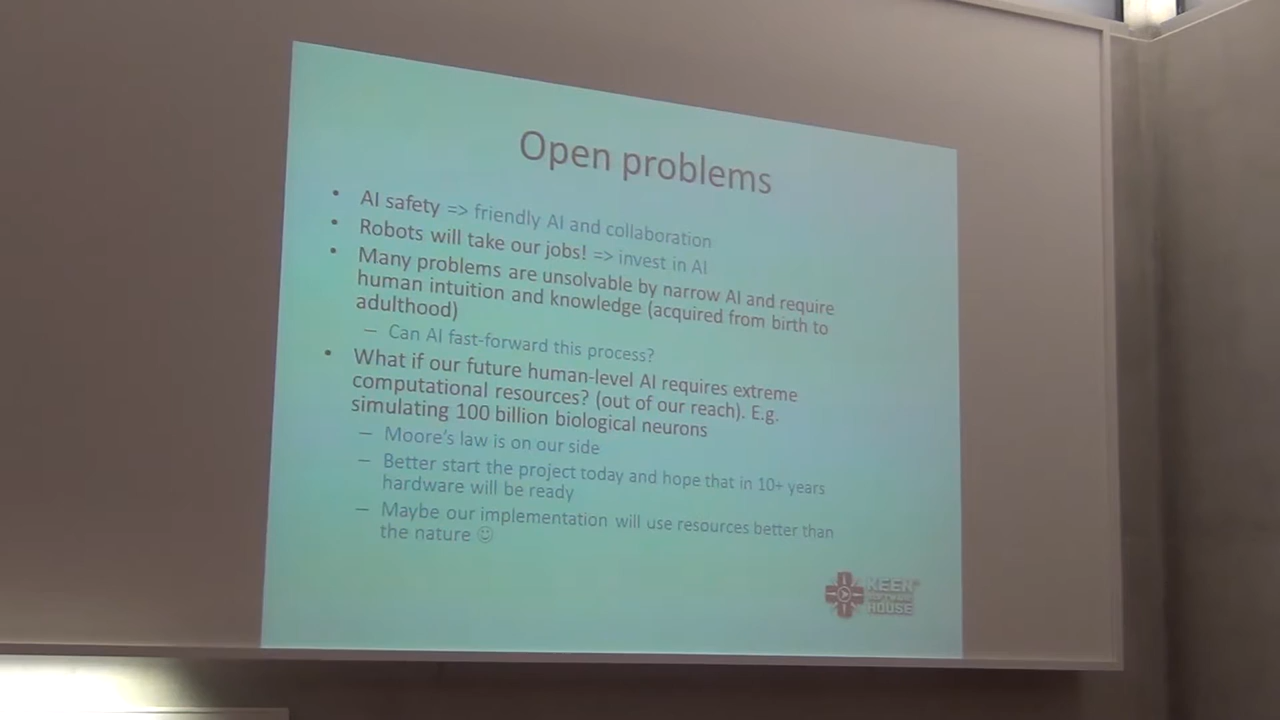 Open problems
• AI safety => friendly AI and collaboration
• Robots will take our jobs! => invest in AI
• Many problems are unsolvable by narrow AI and require
human intuition and knowledge (acquired from birth to
adulthood)
– Can AI fast-forward this process?
• What if our future human-level AI requires extreme
computational resources? (out of our reach). E.g.
simulating 100 billion biological neurons
– Moore's law is on our side
– Better start the project today and hope that in 10+ years
hardware will be ready
– Maybe our implementation will use resources better than
the nature ☺
KEEN
SOFTWARE
HOUSE